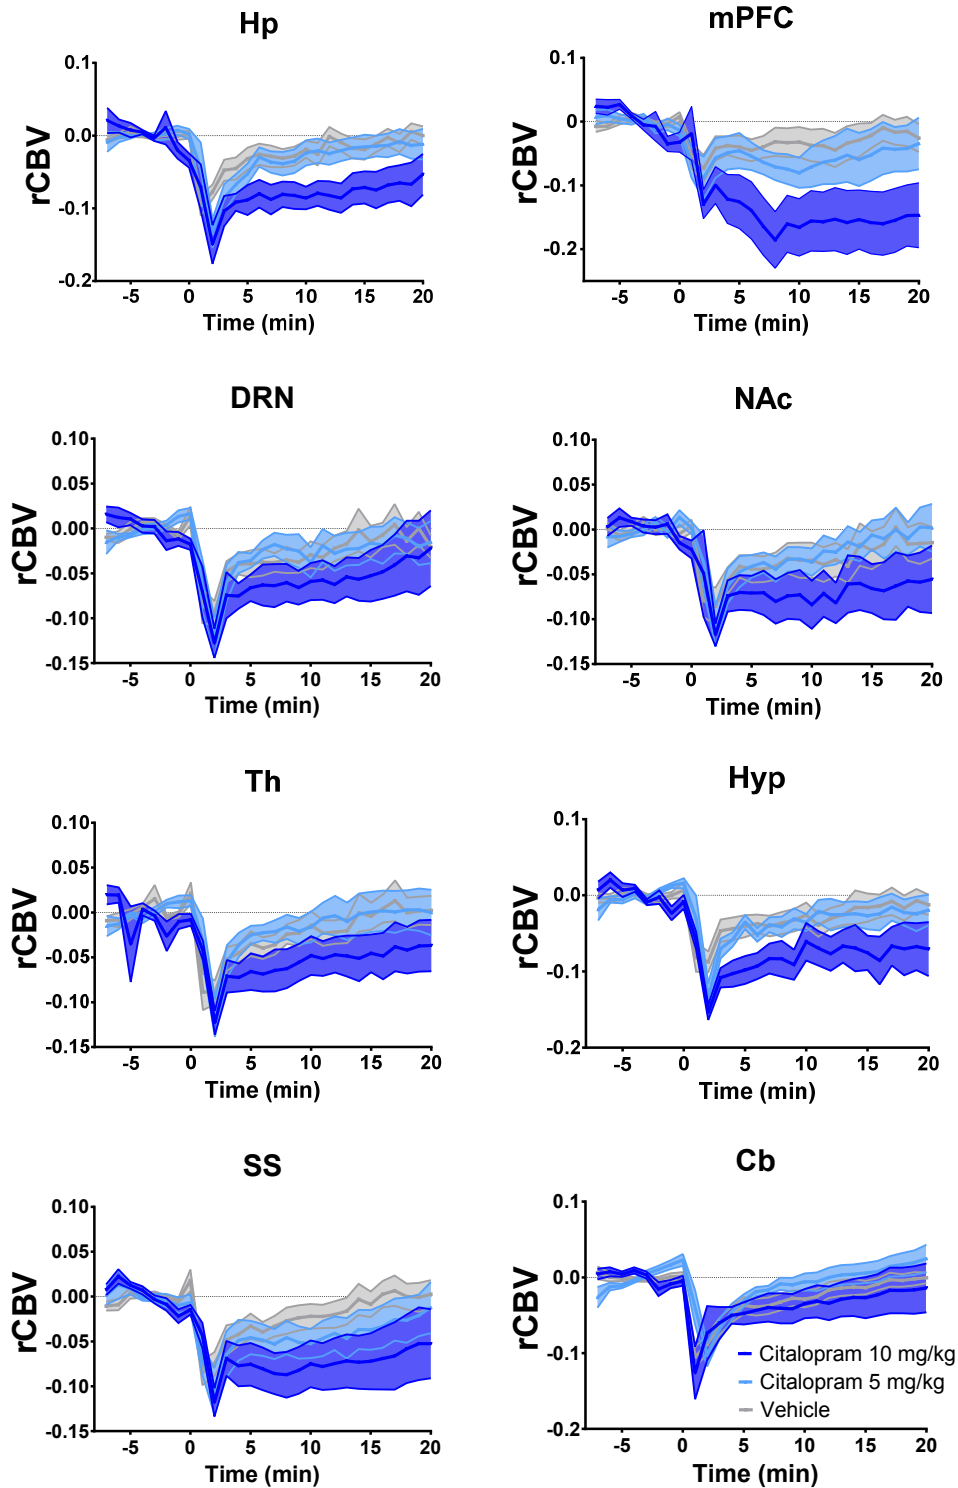 Hp
0.1
0.0
-0.1
-0.2
rCBV
-5 0 5 10 15 20
Time (min)
mPFC
0.1
0
-0.1
-0.2
rCBV
-5 0 5 10 15 20
Time (min)
DRN
0.10
0.05
0.00
-0.05
-0.10
-0.15
rCBV
-5 0 5 10 15 20
Time (min)
NAc
0.10
0.05
0.00
-0.05
-0.10
-0.15
rCBV
-5 0 5 10 15 20
Time (min)
Th
0.10
0.05
0.00
-0.05
-0.10
-0.15
rCBV
-5 0 5 10 15 20
Time (min)
Hyp
0.1
0.0
-0.1
-0.2
rCBV
-5 0 5 10 15 20
Time (min)
SS
0.10
0.05
0.00
-0.05
-0.10
-0.15
rCBV
-5 0 5 10 15 20
Time (min)
Cb
0.1
0.0
-0.1
-0.2
rCBV
-5 0 5 10 15 20
Time (min)
Citalopram 10 mg/kg
Citalopram 5 mg/kg
Vehicle